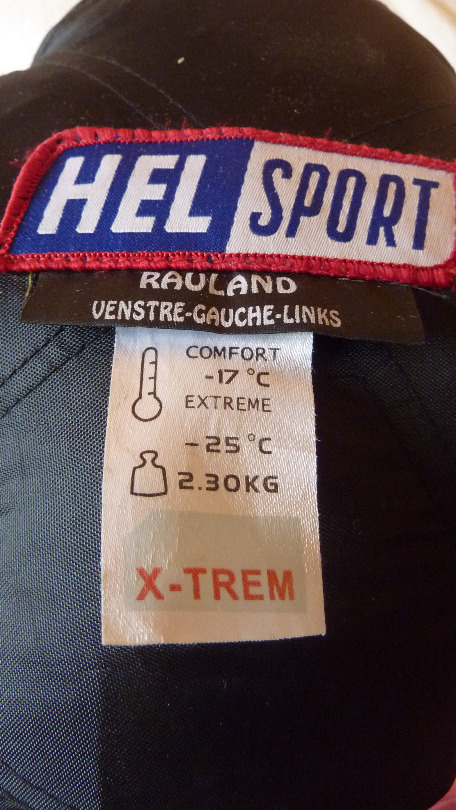 HEL SPORT
RAULAND
VENSTRE-GAUCHE-LINKS
COMFORT
-17 °C
EXTREME
-25 °C
2.30KG
X-TREM